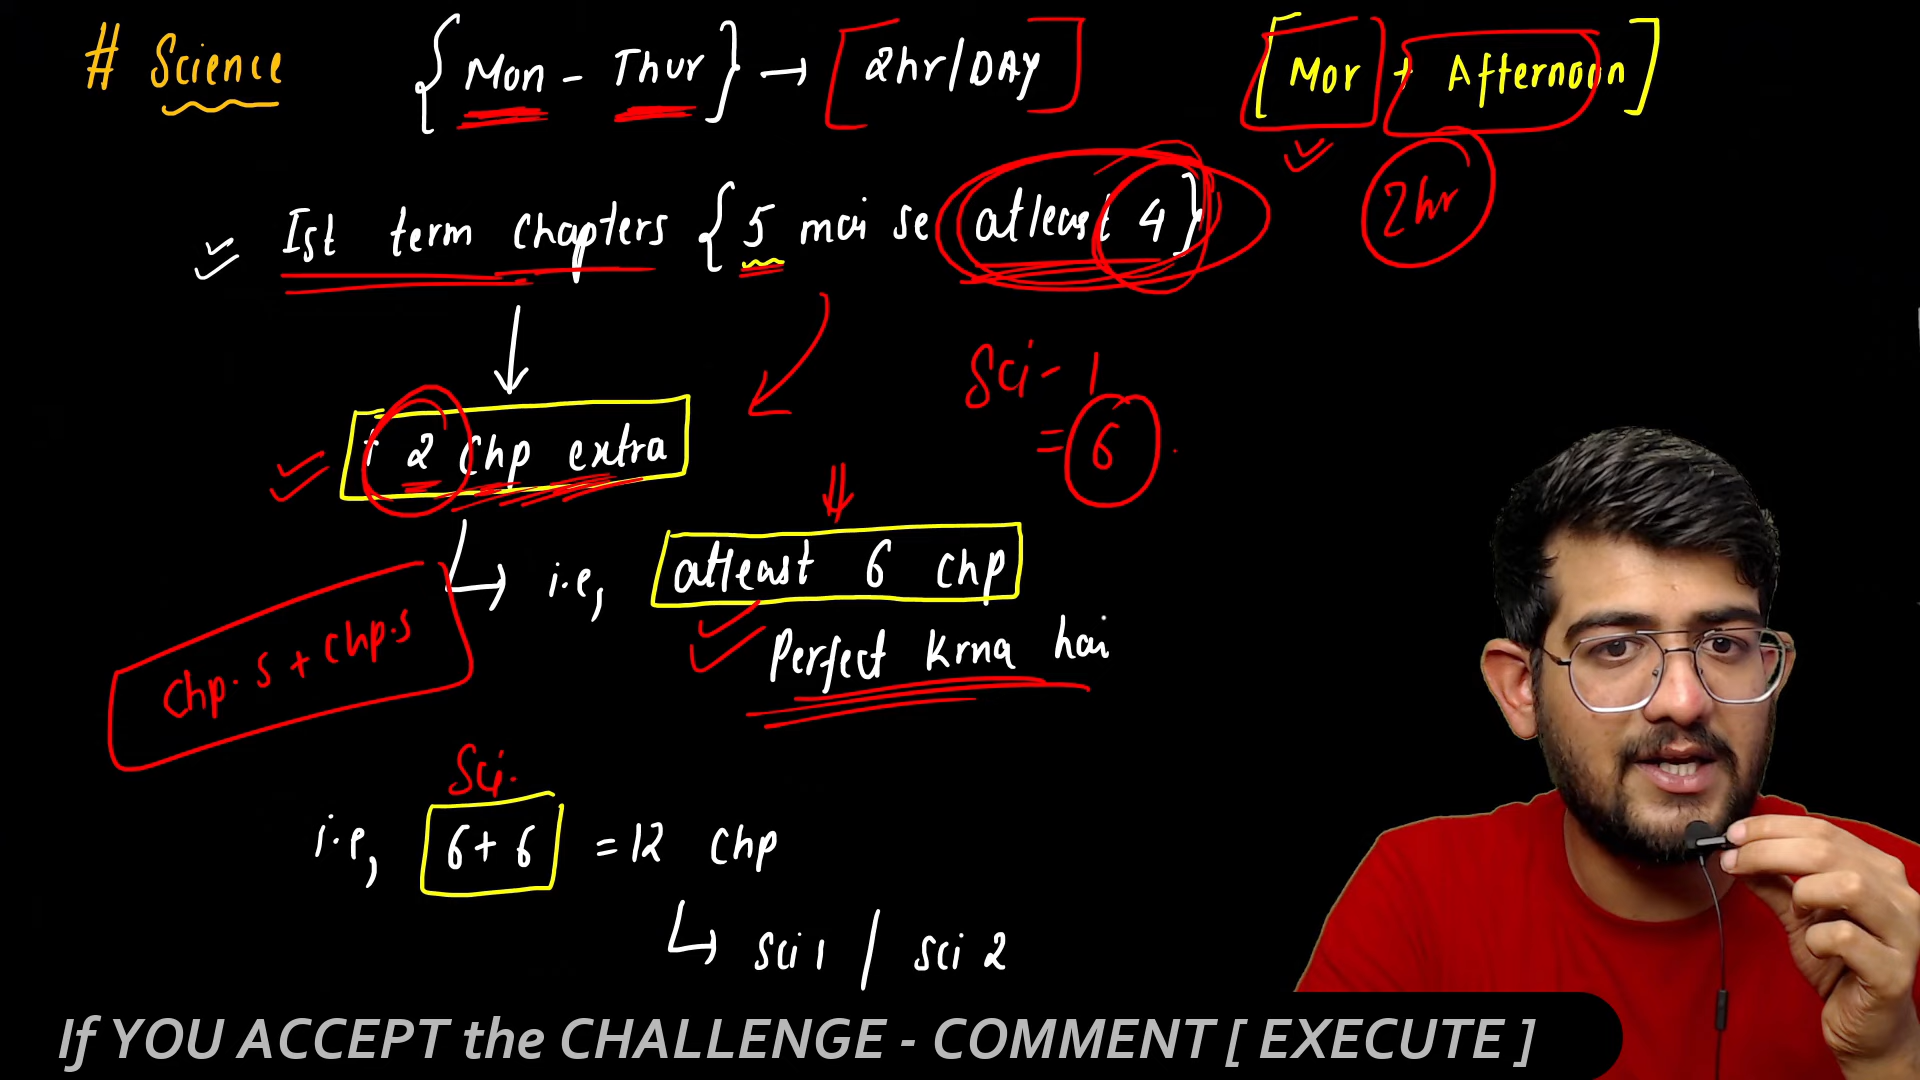 # Science { Mon - Thur } → [ 2hr/DAY ] [ Mor + Afternoon ]
2hr
Ist term chapters { 5 mai se atleast 4 }
Sci - 1
= 6
+ 2 chp extra
i.e, atleast 6 chp
Perfect krna hai
Chp. 5 + Chp. 5
Sci.
i.e, 6 + 6 = 12 chp
↳ sci 1 / sci 2
If YOU ACCEPT the CHALLENGE - COMMENT [ EXECUTE ]